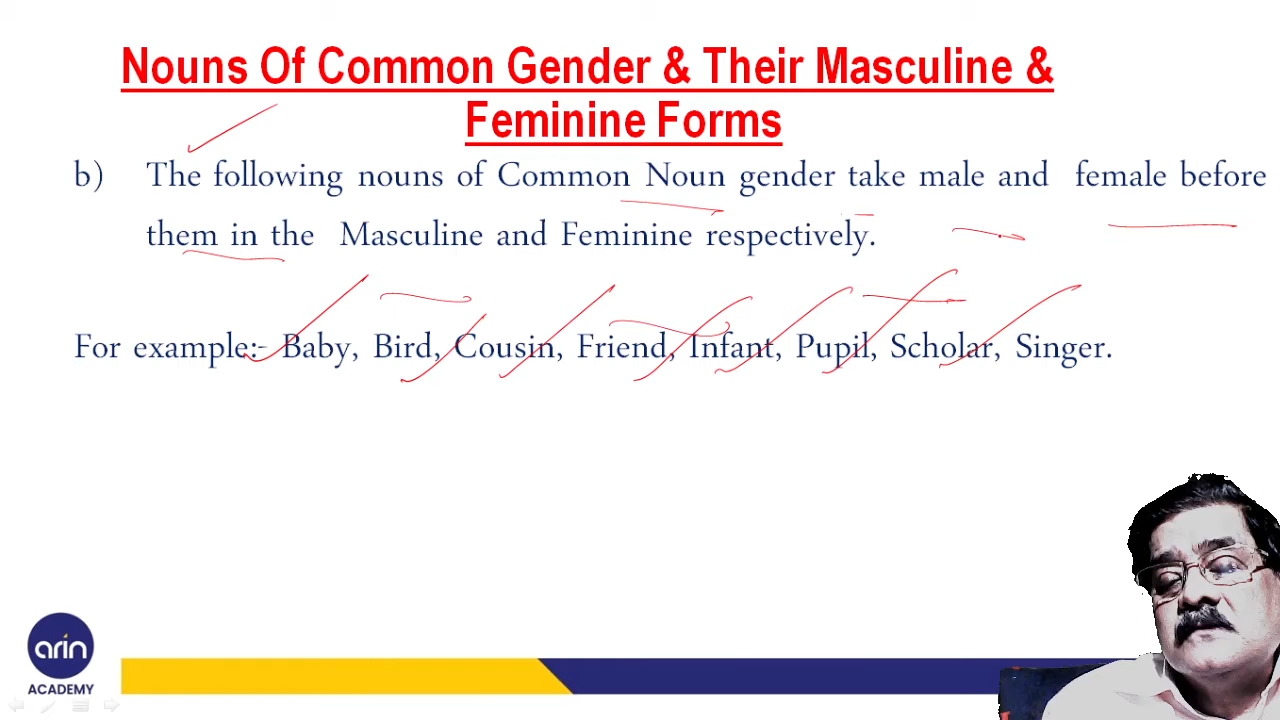 Nouns Of Common Gender & Their Masculine &
Feminine Forms
b) The following nouns of Common Noun gender take male and female before
them in the Masculine and Feminine respectively.
For example:- Baby, Bird, Cousin, Friend, Infant, Pupil, Scholar, Singer.
arin
ACADEMY